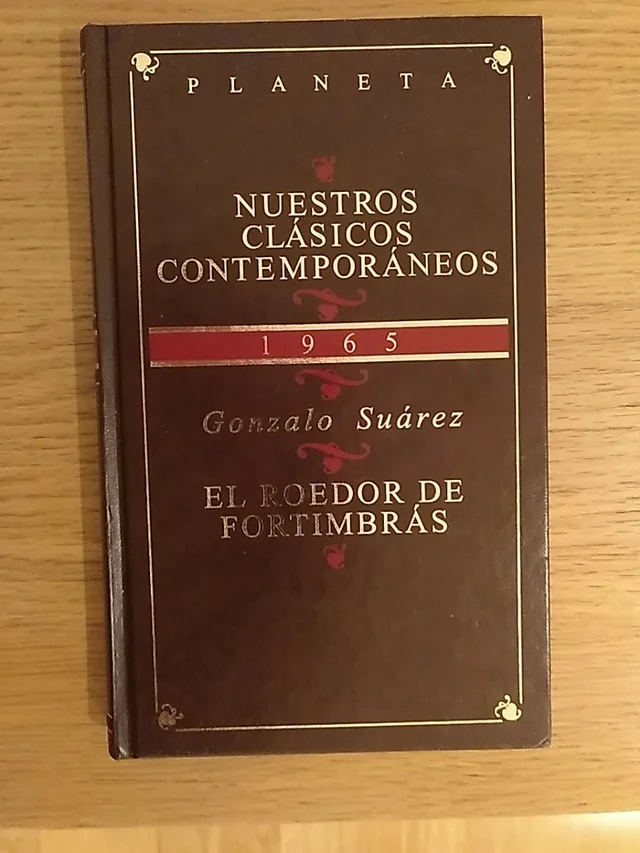 PLANETA
NUESTROS
CLÁSICOS
CONTEMPORÁNEOS
1965
Gonzalo Suárez
EL ROEDOR DE
FORTIMBRÁS